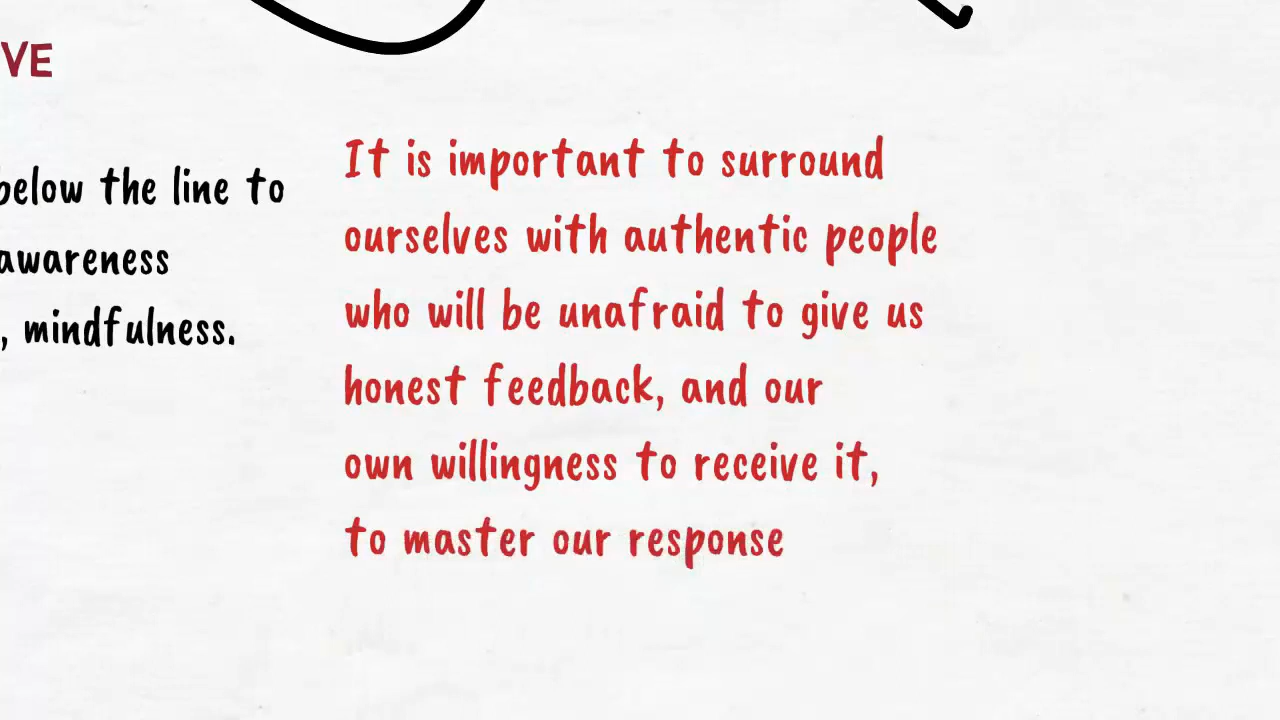 VE
below the line to
awareness
, mindfulness.
It is important to surround
ourselves with authentic people
who will be unafraid to give us
honest feedback, and our
own willingness to receive it,
to master our response